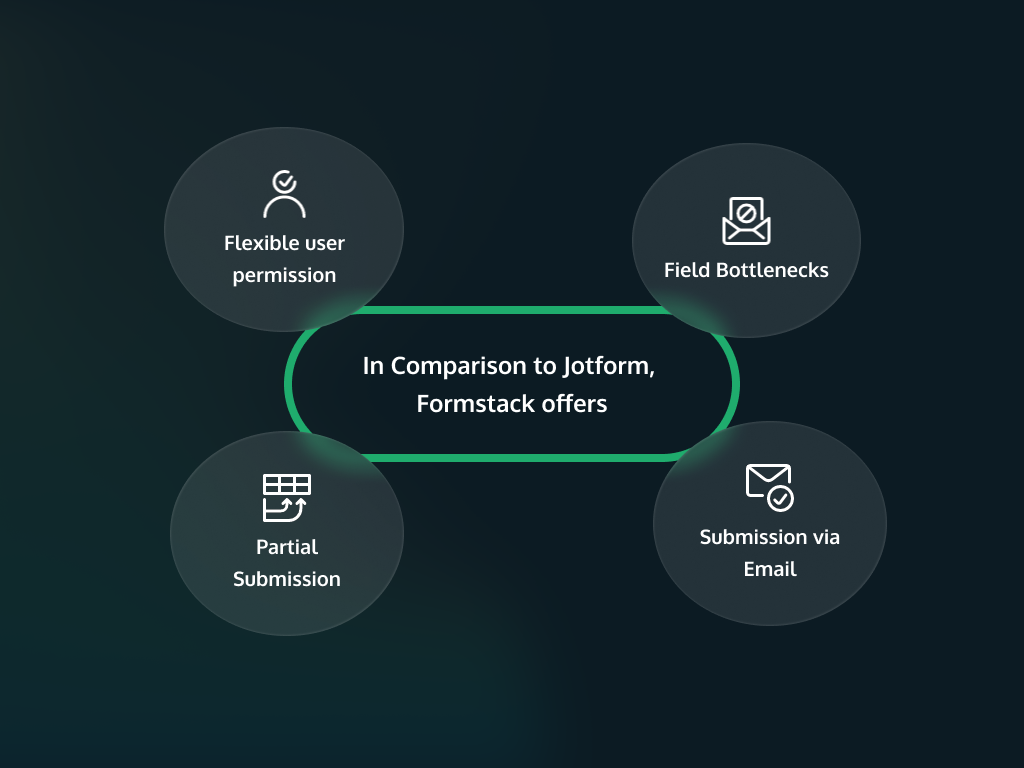 Flexible user
permission
Field Bottlenecks
In Comparison to Jotform,
Formstack offers
Partial
Submission
Submission via
Email